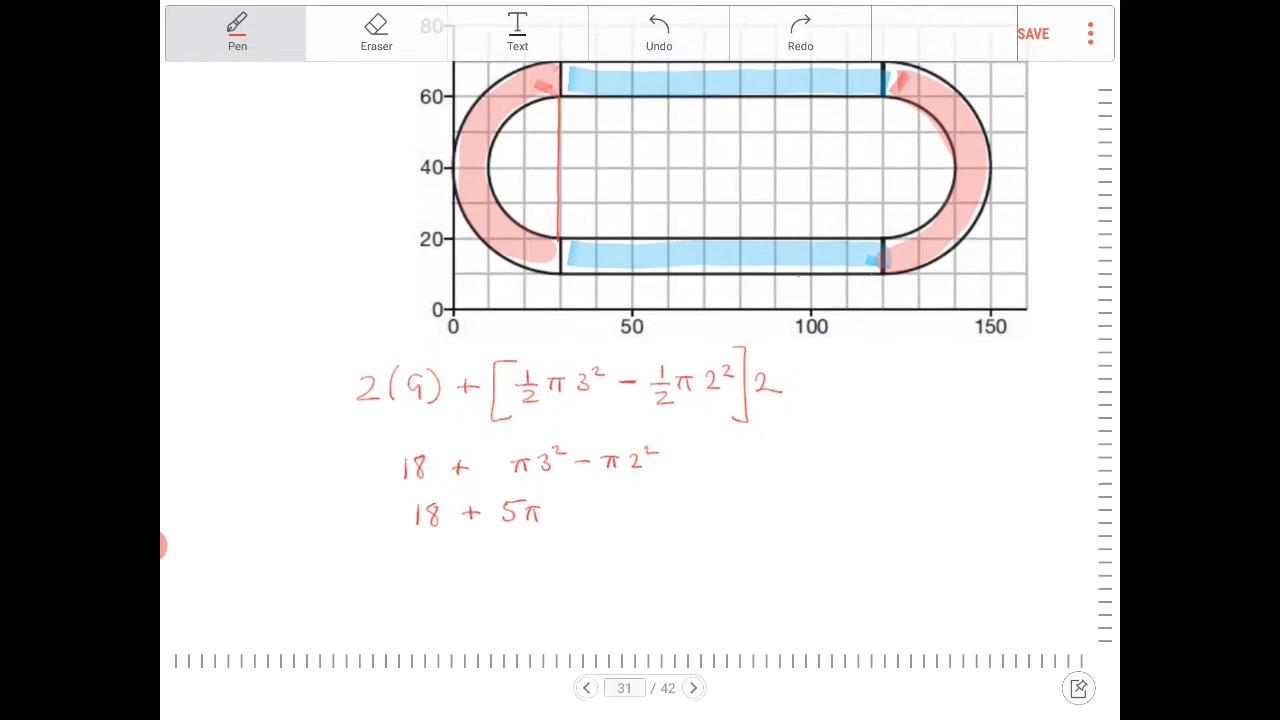 80
SAVE
Pen
Eraser
Text
Undo
Redo
60
40
20
0
0
50
100
150
2(9) + [½π3² − ½π2²]2
18 + π3² − π2²
18 + 5π
31 / 42